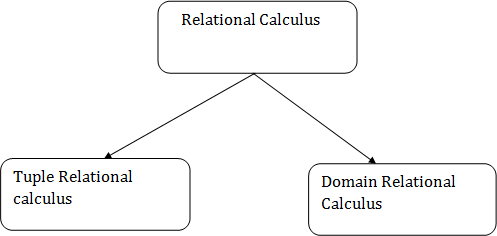 Relational Calculus
Tuple Relational
calculus
Domain Relational
Calculus